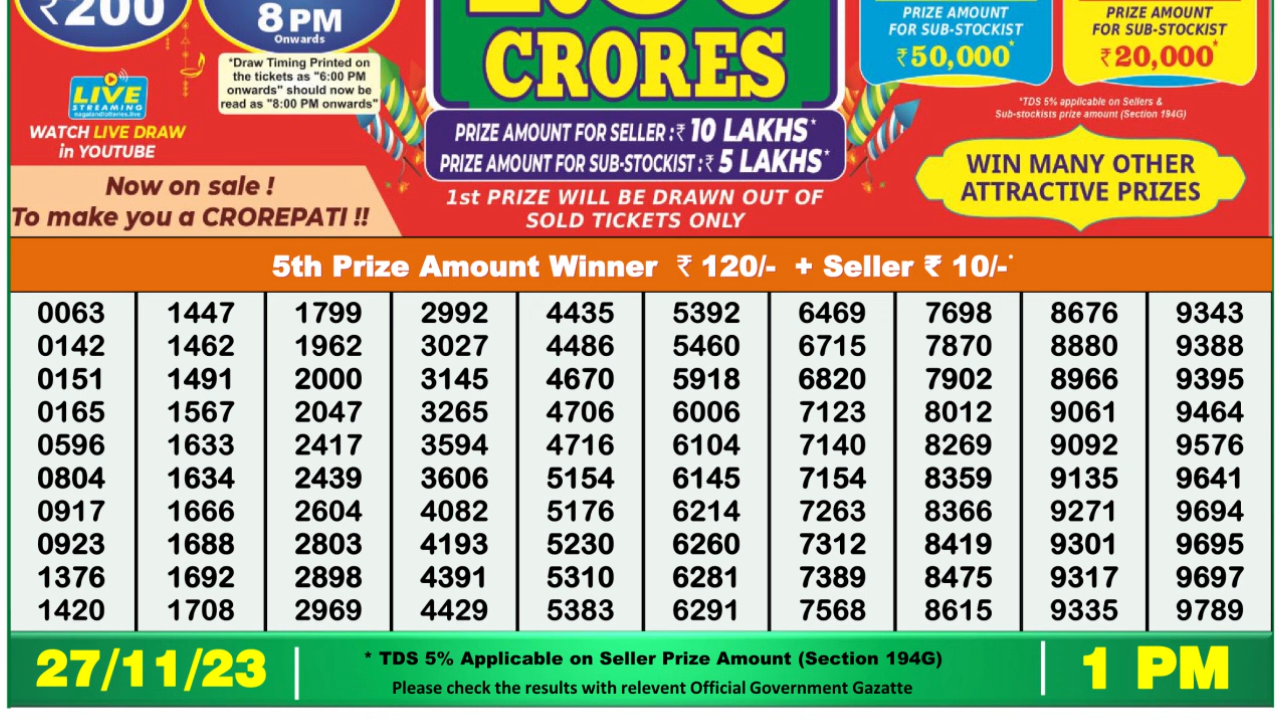 ₹200
8 PM
Onwards
*Draw Timing Printed on
the tickets as "6:00 PM
onwards" should now be
read as "8:00 PM onwards"
LIVE
STREAMING
nagalandlotteries.live
WATCH LIVE DRAW
in YOUTUBE
Now on sale !
To make you a CROREPATI !!
CRORES
PRIZE AMOUNT FOR SELLER :₹ 10 LAKHS*
PRIZE AMOUNT FOR SUB-STOCKIST :₹ 5 LAKHS*
1st PRIZE WILL BE DRAWN OUT OF
SOLD TICKETS ONLY
PRIZE AMOUNT
FOR SUB-STOCKIST
₹50,000*
PRIZE AMOUNT
FOR SUB-STOCKIST
₹20,000*
*TDS 5% applicable on Sellers &
Sub-stockists prize amount (Section 194G)
WIN MANY OTHER
ATTRACTIVE PRIZES
5th Prize Amount Winner ₹ 120/- + Seller ₹ 10/-*
0063 1447 1799 2992 4435 5392 6469 7698 8676 9343
0142 1462 1962 3027 4486 5460 6715 7870 8880 9388
0151 1491 2000 3145 4670 5918 6820 7902 8966 9395
0165 1567 2047 3265 4706 6006 7123 8012 9061 9464
0596 1633 2417 3594 4716 6104 7140 8269 9092 9576
0804 1634 2439 3606 5154 6145 7154 8359 9135 9641
0917 1666 2604 4082 5176 6214 7263 8366 9271 9694
0923 1688 2803 4193 5230 6260 7312 8419 9301 9695
1376 1692 2898 4391 5310 6281 7389 8475 9317 9697
1420 1708 2969 4429 5383 6291 7568 8615 9335 9789
27/11/23
* TDS 5% Applicable on Seller Prize Amount (Section 194G)
Please check the results with relevent Official Government Gazatte
1 PM